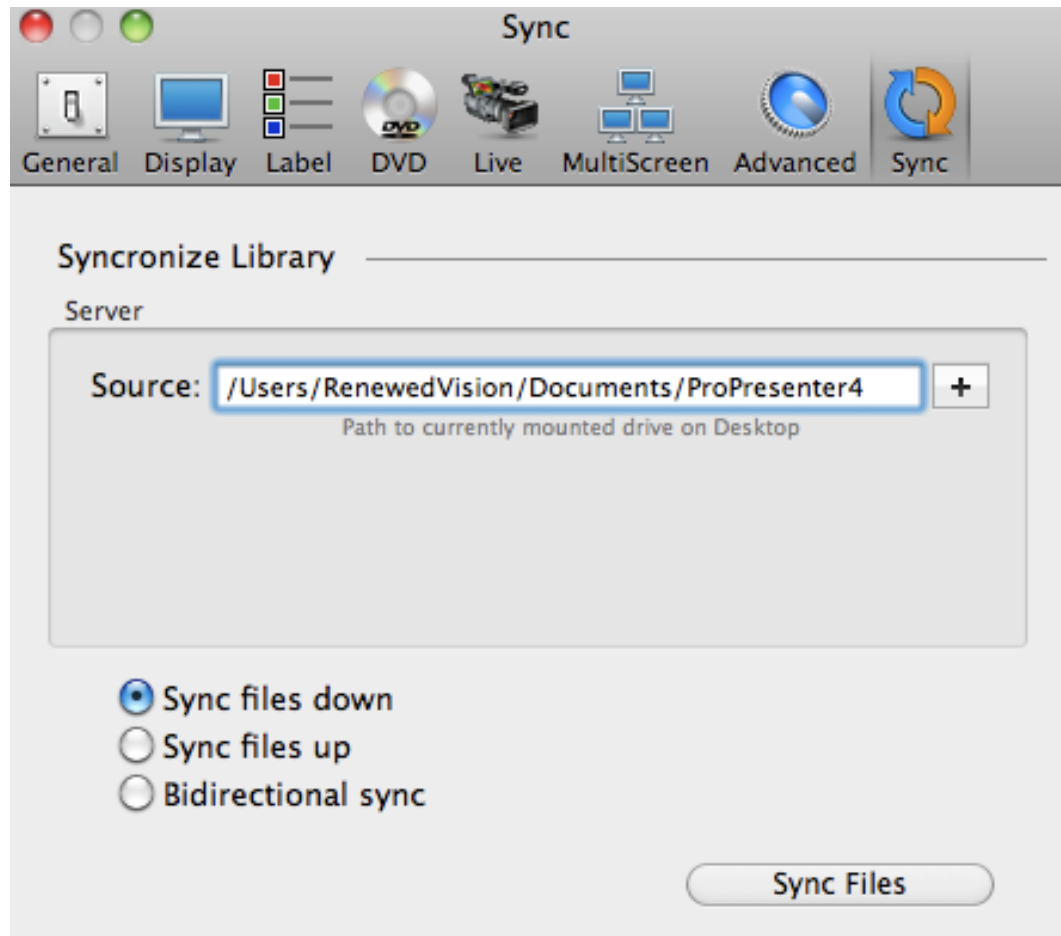 Sync
General Display Label DVD Live MultiScreen Advanced Sync
Syncronize Library
Server
Source: /Users/RenewedVision/Documents/ProPresenter4 +
Path to currently mounted drive on Desktop
Sync files down
Sync files up
Bidirectional sync
Sync Files